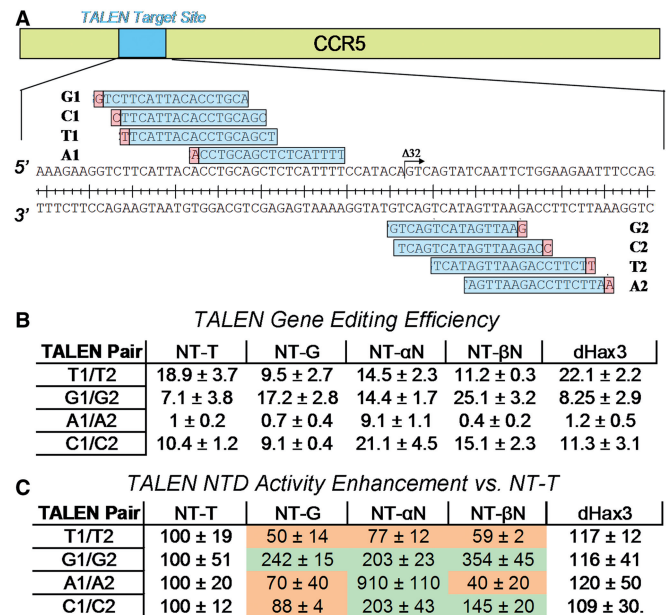 A
TALEN Target Site
CCR5
G1 GTCTTCATTACACCTGCA
C1 CTTCATTACACCTGCAGC
T1 TTCATTACACCTGCAGCT
A1 ACCTGCAGCTCTCATTTT
Δ32
5' AAAGAAGGTCTTCATTACACCTGCAGCTCTCATTTTCCATACAGTCAGTATCAATTCTGGAAGAATTTCCAG.
3' TTTCTTCCAGAAGTAATGTGGACGTCGAGAGTAAAAGGTATGTCAGTCATAGTTAAGACCTTCTTAAAGGTC
GTCAGTCATAGTTAAG G2
TCAGTCATAGTTAAGACC C2
TCATAGTTAAGACCTTCTT T2
AGTTAAGACCTTCTTAA A2
B
TALEN Gene Editing Efficiency
TALEN Pair NT-T NT-G NT-αN NT-βN dHax3
T1/T2 18.9 ± 3.7 9.5 ± 2.7 14.5 ± 2.3 11.2 ± 0.3 22.1 ± 2.2
G1/G2 7.1 ± 3.8 17.2 ± 2.8 14.4 ± 1.7 25.1 ± 3.2 8.25 ± 2.9
A1/A2 1 ± 0.2 0.7 ± 0.4 9.1 ± 1.1 0.4 ± 0.2 1.2 ± 0.5
C1/C2 10.4 ± 1.2 9.1 ± 0.4 21.1 ± 4.5 15.1 ± 2.3 11.3 ± 3.1
C
TALEN NTD Activity Enhancement vs. NT-T
TALEN Pair NT-T NT-G NT-αN NT-βN dHax3
T1/T2 100 ± 19 50 ± 14 77 ± 12 59 ± 2 117 ± 12
G1/G2 100 ± 51 242 ± 15 203 ± 23 354 ± 45 116 ± 41
A1/A2 100 ± 20 70 ± 40 910 ± 110 40 ± 20 120 ± 50
C1/C2 100 ± 12 88 ± 4 203 ± 43 145 ± 20 109 ± 30.